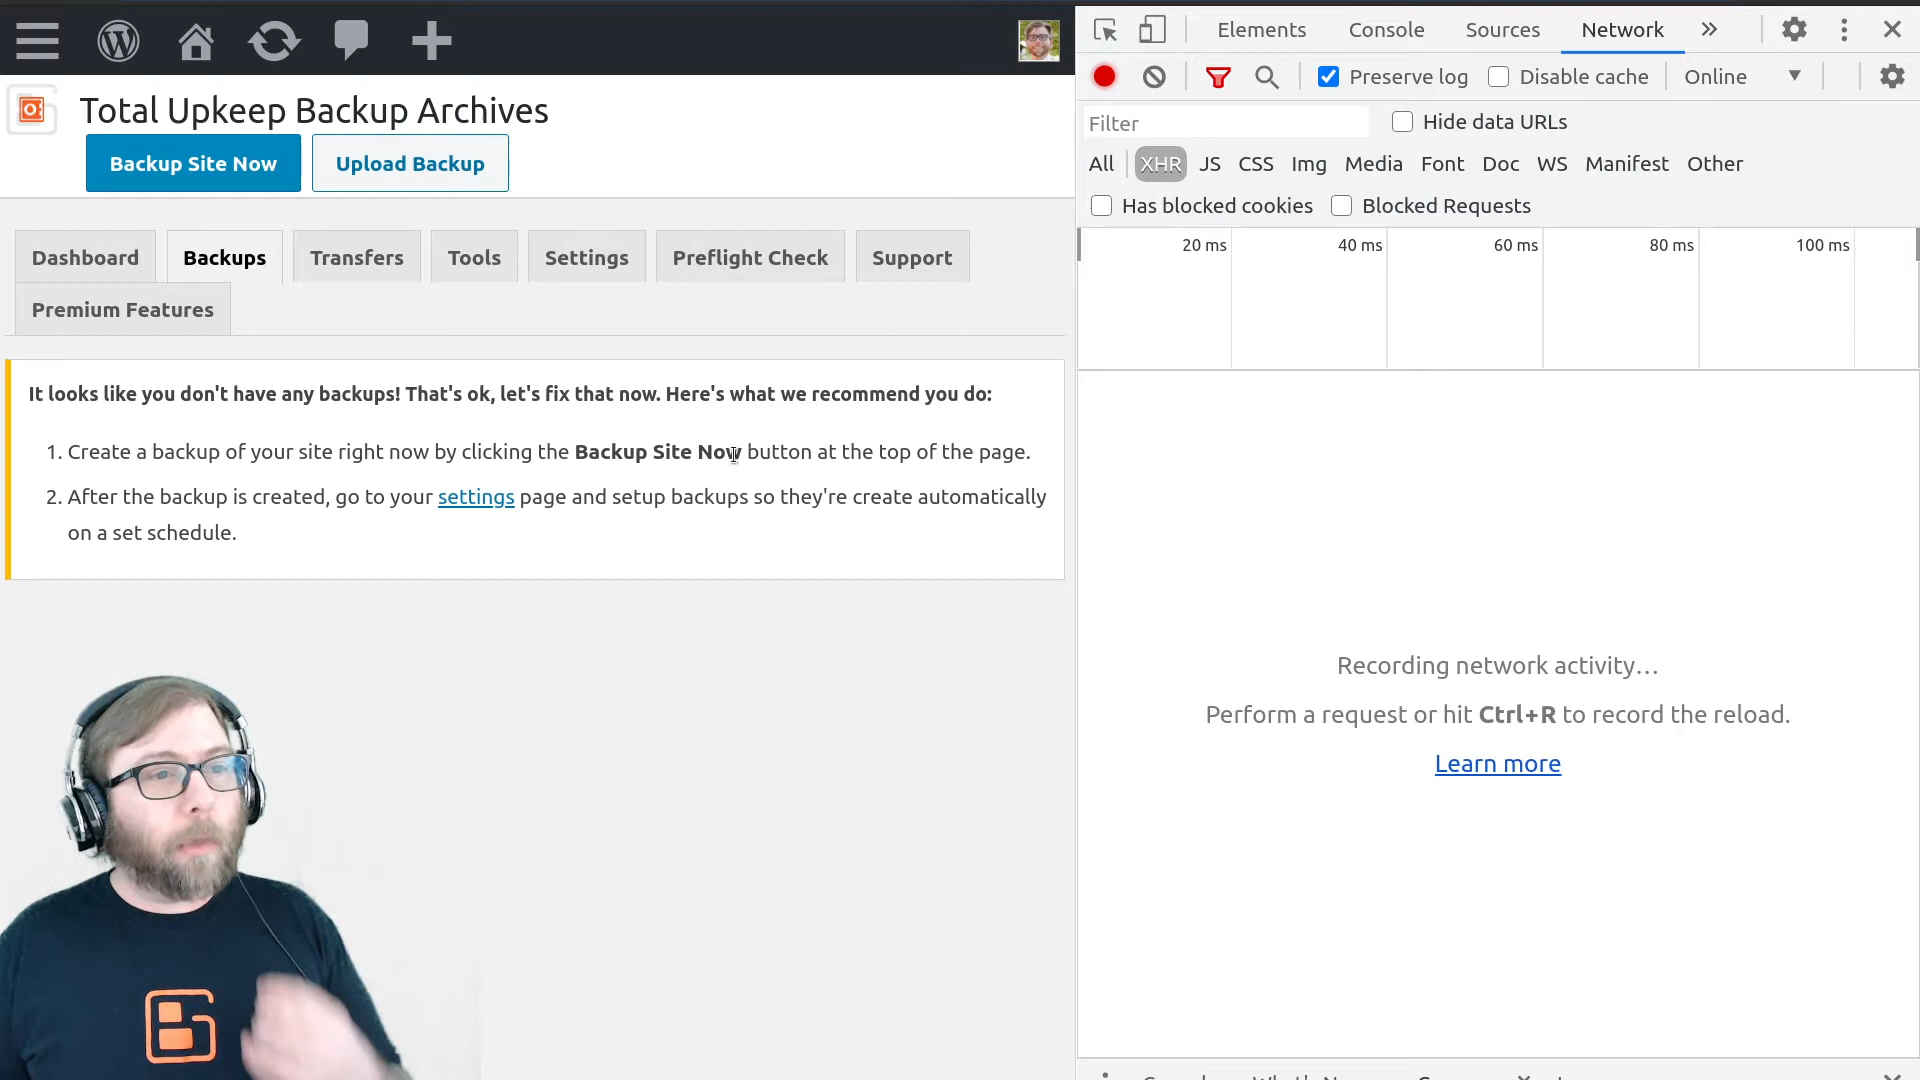 Total Upkeep Backup Archives
Backup Site Now
Upload Backup
Dashboard
Backups
Transfers
Tools
Settings
Preflight Check
Support
Premium Features
It looks like you don't have any backups! That's ok, let's fix that now. Here's what we recommend you do:
1. Create a backup of your site right now by clicking the Backup Site Now button at the top of the page.
2. After the backup is created, go to your settings page and setup backups so they're create automatically
on a set schedule.
Elements
Console
Sources
Network
Preserve log
Disable cache
Online
Filter
Hide data URLs
All
XHR
JS
CSS
Img
Media
Font
Doc
WS
Manifest
Other
Has blocked cookies
Blocked Requests
20 ms
40 ms
60 ms
80 ms
100 ms
Recording network activity…
Perform a request or hit Ctrl+R to record the reload.
Learn more